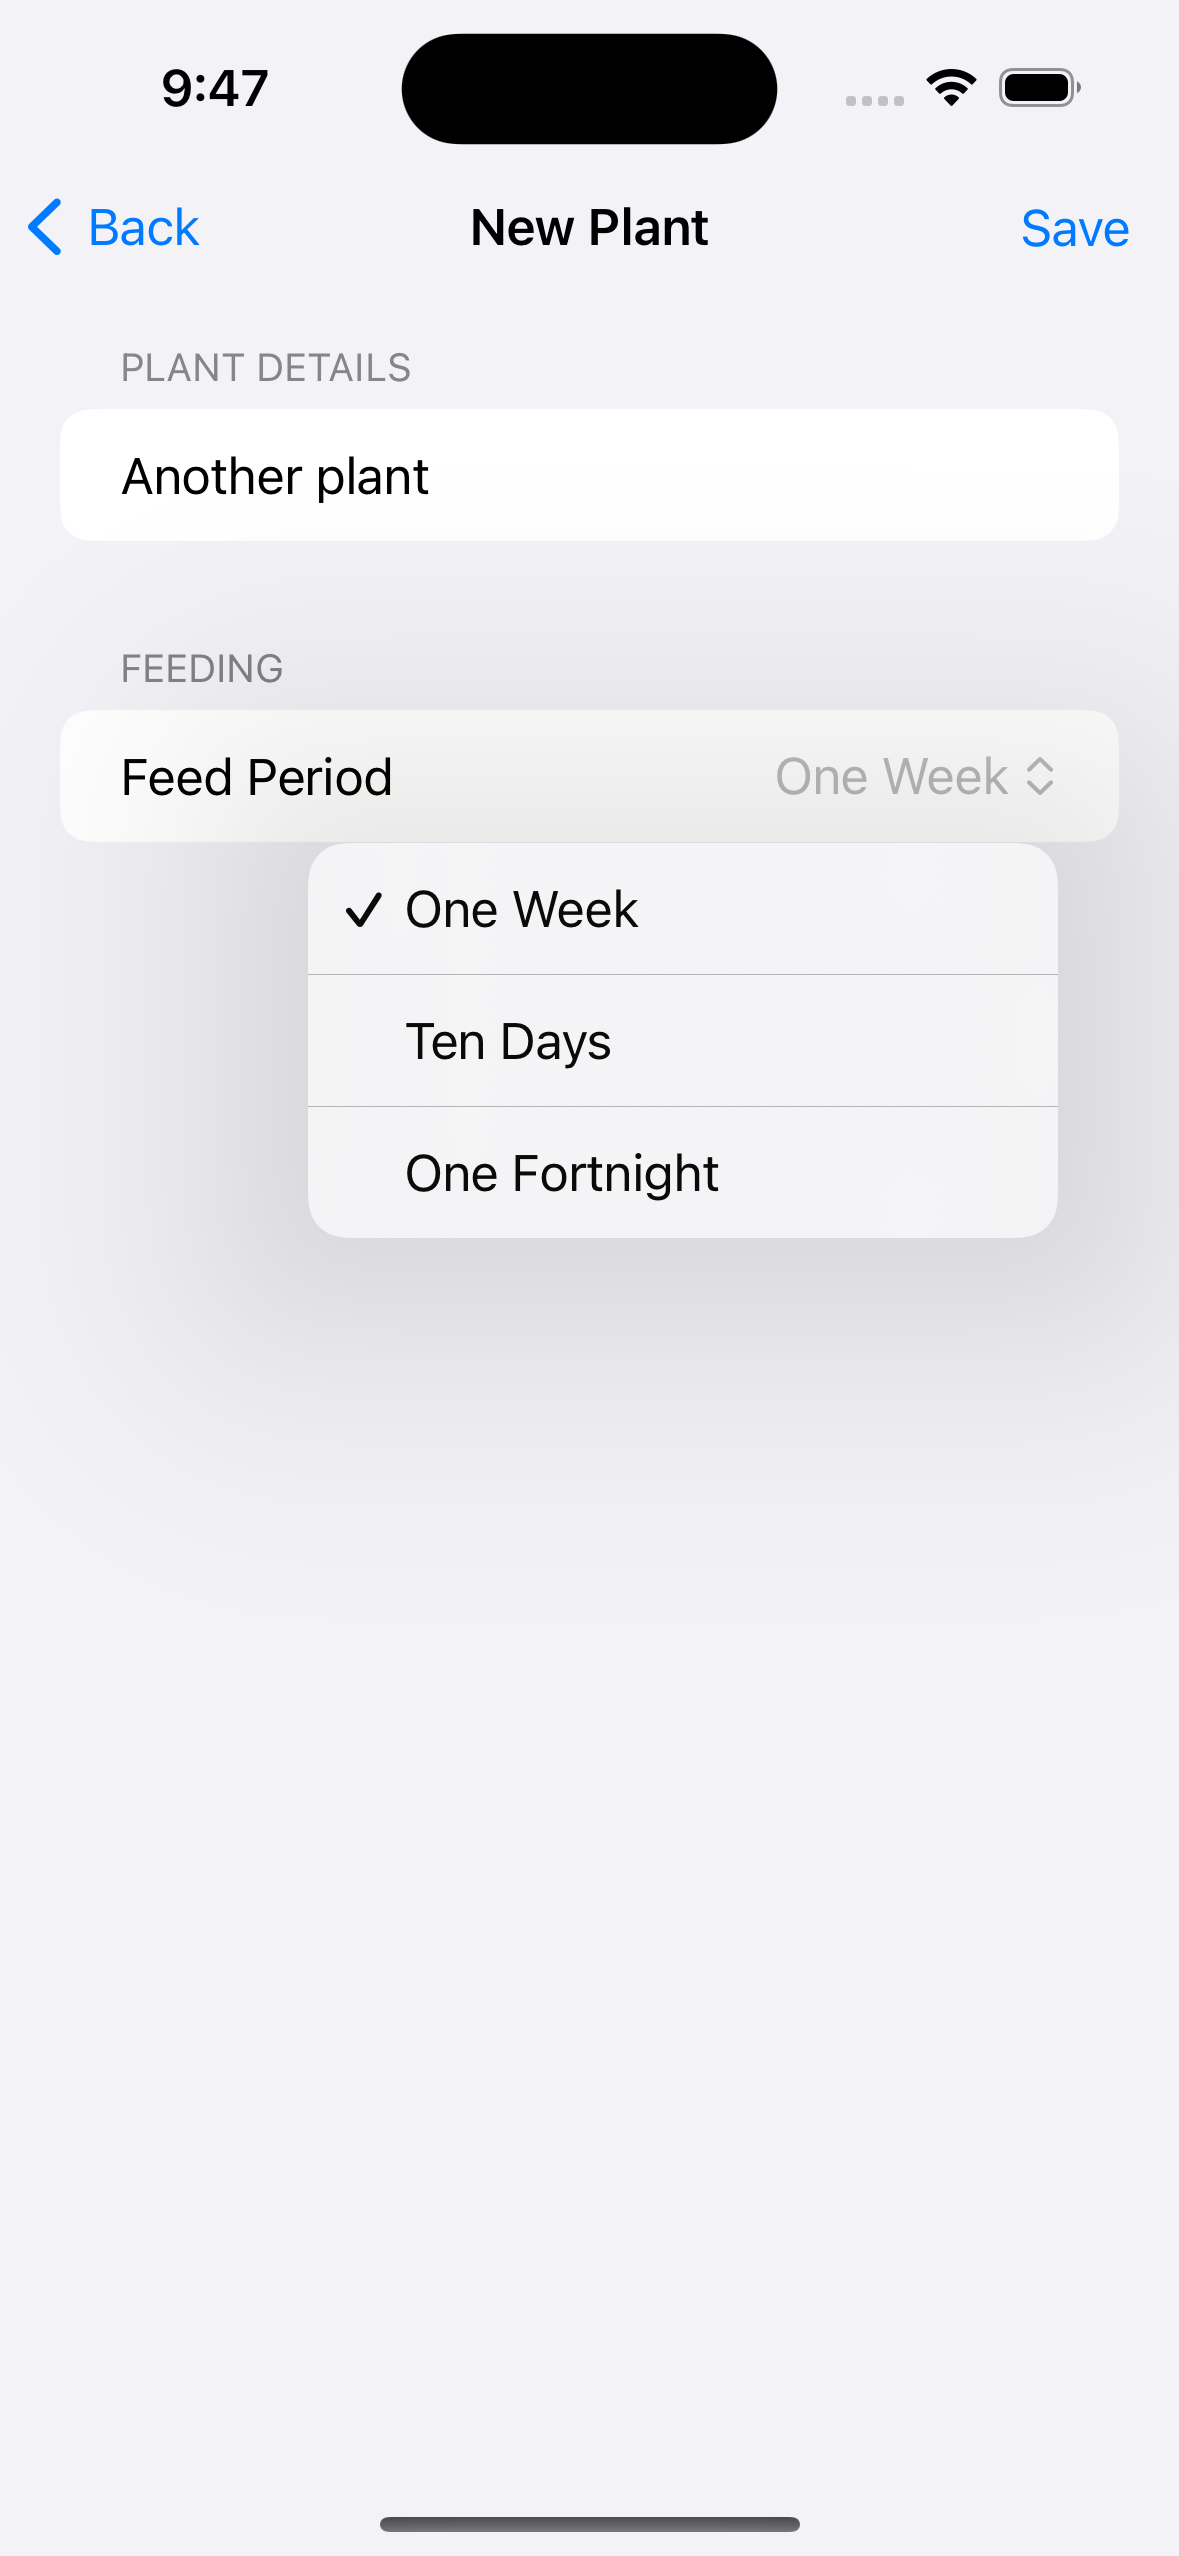 9:47
Back
New Plant
Save
PLANT DETAILS
Another plant
FEEDING
Feed Period
One Week
One Week
Ten Days
One Fortnight